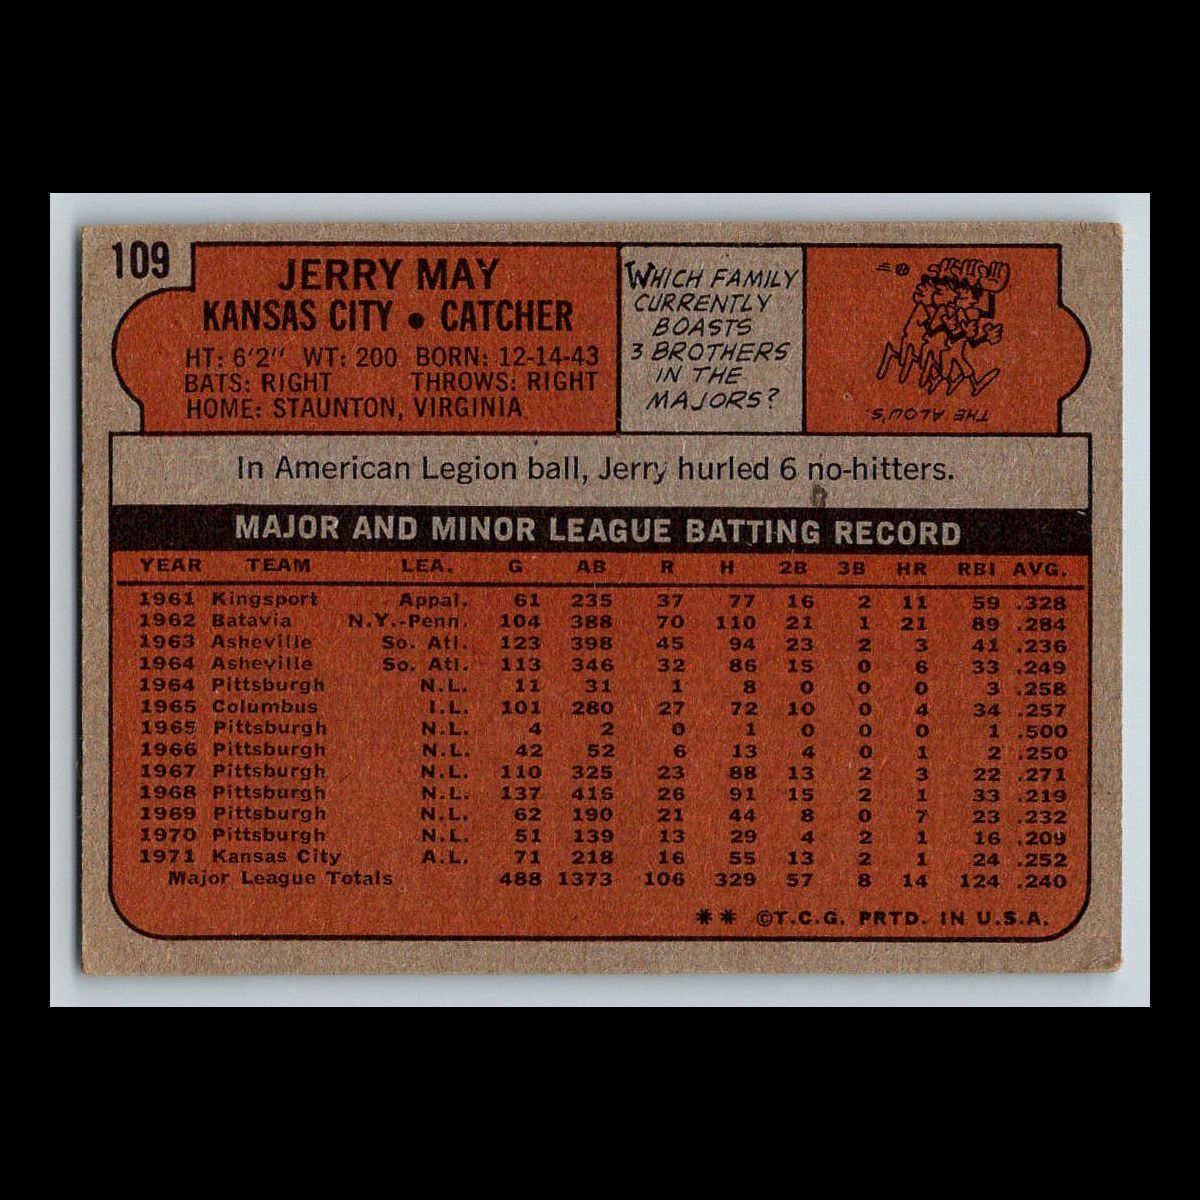 109
JERRY MAY
KANSAS CITY • CATCHER
HT: 6'2" WT: 200 BORN: 12-14-43
BATS: RIGHT THROWS: RIGHT
HOME: STAUNTON, VIRGINIA
WHICH FAMILY
CURRENTLY
BOASTS
3 BROTHERS
IN THE
MAJORS?
THE ALOU'S.
In American Legion ball, Jerry hurled 6 no-hitters.
MAJOR AND MINOR LEAGUE BATTING RECORD
YEAR TEAM LEA. G AB R H 2B 3B HR RBI AVG.
1961 Kingsport Appal. 61 235 37 77 16 2 11 59 .328
1962 Batavia N.Y.-Penn. 104 388 70 110 21 1 21 89 .284
1963 Asheville So. Atl. 123 398 45 94 23 2 3 41 .236
1964 Asheville So. Atl. 113 346 32 86 15 0 6 33 .249
1964 Pittsburgh N.L. 11 31 1 8 0 0 0 3 .258
1965 Columbus I.L. 101 280 27 72 10 0 4 34 .257
1965 Pittsburgh N.L. 4 2 0 1 0 0 0 1 .500
1966 Pittsburgh N.L. 42 52 6 13 4 0 1 2 .250
1967 Pittsburgh N.L. 110 325 23 88 13 2 3 22 .271
1968 Pittsburgh N.L. 137 416 26 91 15 2 1 33 .219
1969 Pittsburgh N.L. 62 190 21 44 8 0 7 23 .232
1970 Pittsburgh N.L. 51 139 13 29 4 2 1 16 .209
1971 Kansas City A.L. 71 218 16 55 13 2 1 24 .252
Major League Totals 488 1373 106 329 57 8 14 124 .240
** ©T.C.G. PRTD. IN U.S.A.